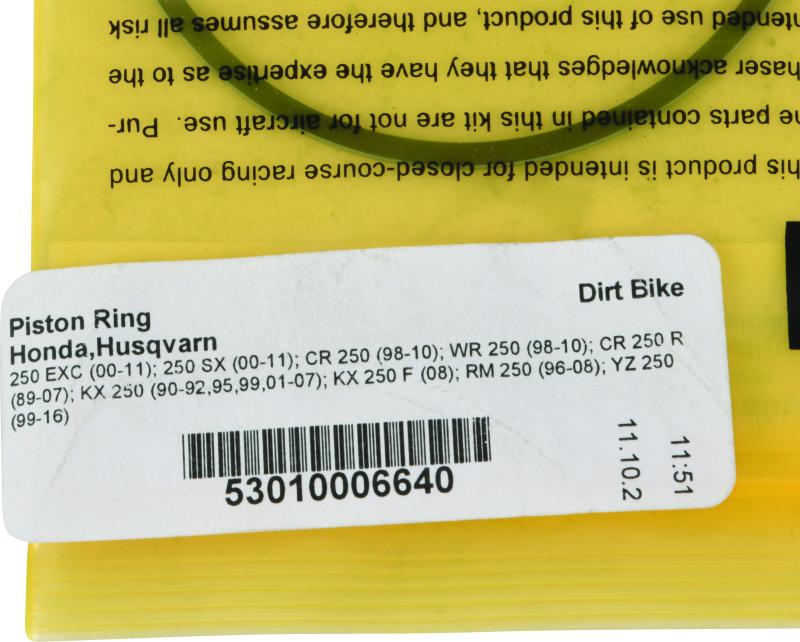 Dirt Bike
Piston Ring
Honda,Husqvarn
250 EXC (00-11); 250 SX (00-11); CR 250 (98-10); WR 250 (98-10); CR 250 R
(89-07); KX 250 (90-92,95,99,01-07); KX 250 F (08); RM 250 (96-08); YZ 250
(99-16)
53010006640
11.10.2
11:51
his product is intended for closed-course racing only and
e parts contained in this kit are not for aircraft use. Pur-
haser acknowledges that they have the expertise as to the
ntended use of this product, and therefore assumes all risk